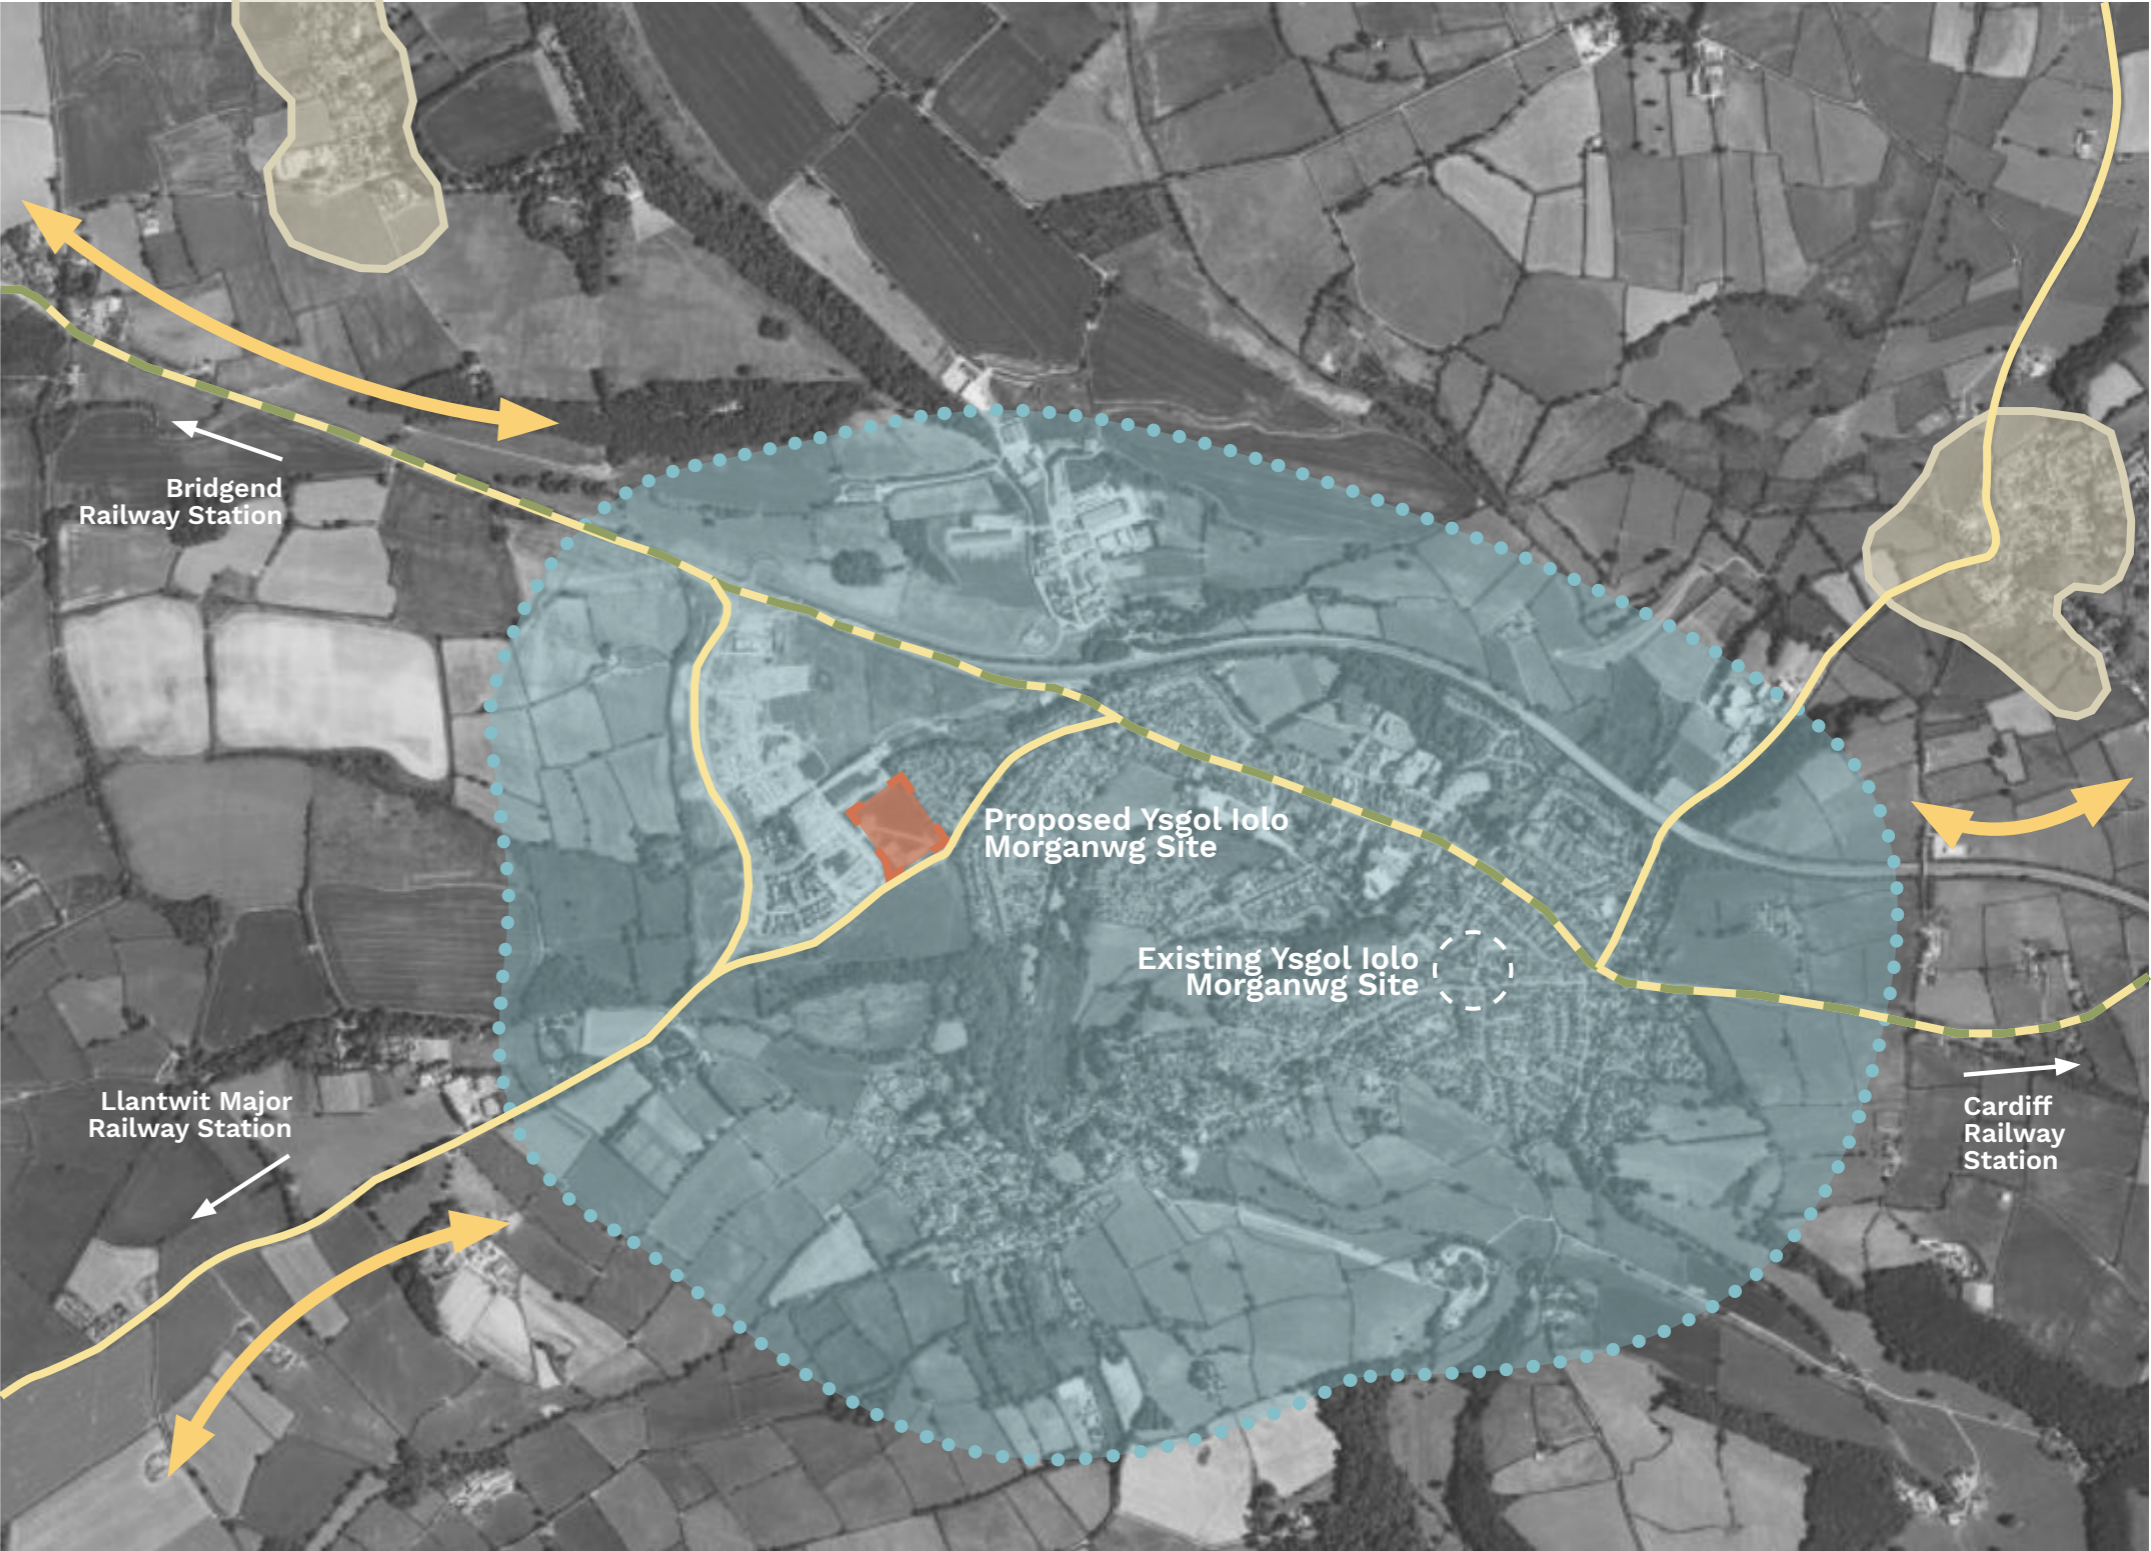 Bridgend
Railway Station
Proposed Ysgol Iolo
Morganwg Site
Existing Ysgol Iolo
Morganwg Site
Llantwit Major
Railway Station
Cardiff
Railway
Station